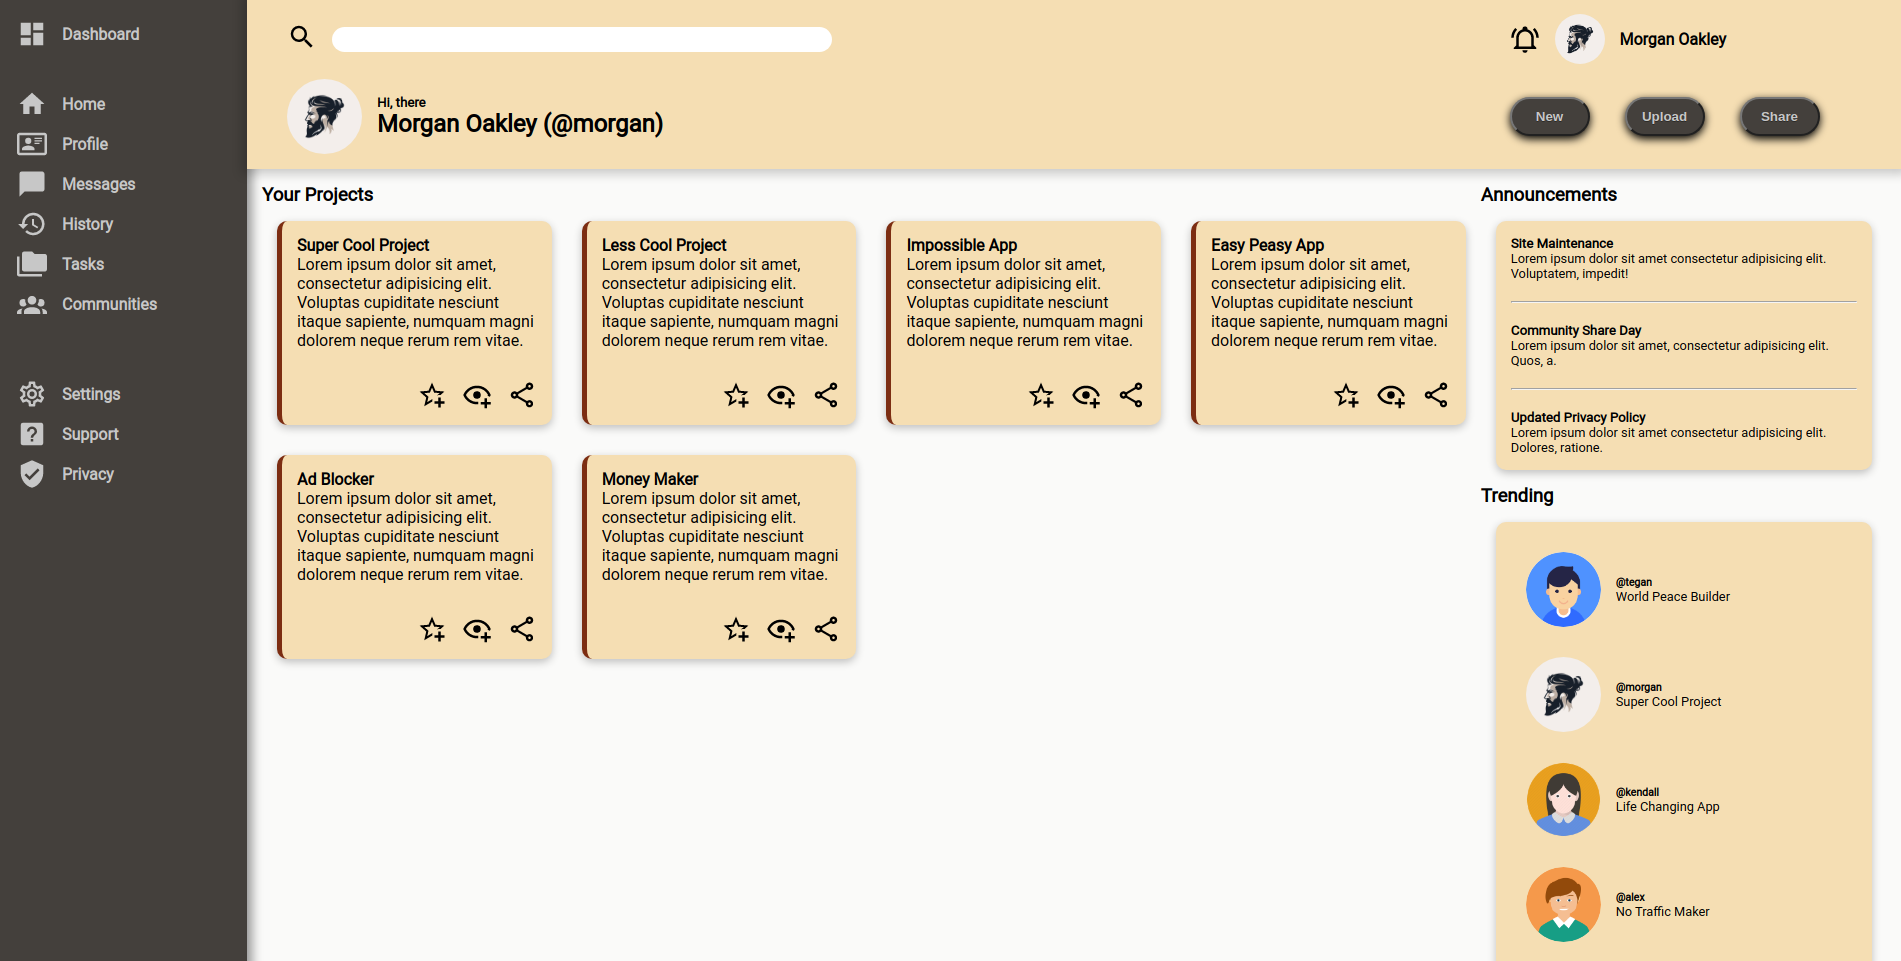 Dashboard
Home
Profile
Messages
History
Tasks
Communities
Settings
Support
Privacy
Morgan Oakley
Hi, there
Morgan Oakley (@morgan)
New
Upload
Share
Your Projects
Super Cool Project
Lorem ipsum dolor sit amet,
consectetur adipisicing elit.
Voluptas cupiditate nesciunt
itaque sapiente, numquam magni
dolorem neque rerum rem vitae.
Less Cool Project
Lorem ipsum dolor sit amet,
consectetur adipisicing elit.
Voluptas cupiditate nesciunt
itaque sapiente, numquam magni
dolorem neque rerum rem vitae.
Impossible App
Lorem ipsum dolor sit amet,
consectetur adipisicing elit.
Voluptas cupiditate nesciunt
itaque sapiente, numquam magni
dolorem neque rerum rem vitae.
Easy Peasy App
Lorem ipsum dolor sit amet,
consectetur adipisicing elit.
Voluptas cupiditate nesciunt
itaque sapiente, numquam magni
dolorem neque rerum rem vitae.
Ad Blocker
Lorem ipsum dolor sit amet,
consectetur adipisicing elit.
Voluptas cupiditate nesciunt
itaque sapiente, numquam magni
dolorem neque rerum rem vitae.
Money Maker
Lorem ipsum dolor sit amet,
consectetur adipisicing elit.
Voluptas cupiditate nesciunt
itaque sapiente, numquam magni
dolorem neque rerum rem vitae.
Announcements
Site Maintenance
Lorem ipsum dolor sit amet consectetur adipisicing elit.
Voluptatem, impedit!
Community Share Day
Lorem ipsum dolor sit amet, consectetur adipisicing elit.
Quos, a.
Updated Privacy Policy
Lorem ipsum dolor sit amet consectetur adipisicing elit.
Dolores, ratione.
Trending
@tegan
World Peace Builder
@morgan
Super Cool Project
@kendall
Life Changing App
@alex
No Traffic Maker